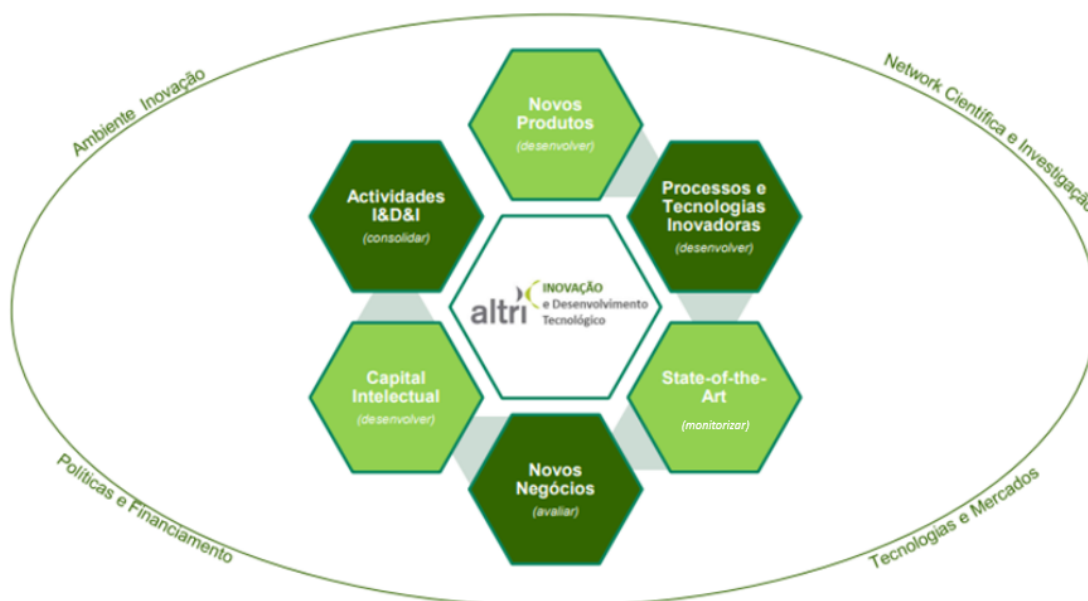 Ambiente Inovação
Network Científica e Investigação
Novos
Produtos
(desenvolver)
Actividades
I&D&I
(consolidar)
Processos e
Tecnologias
Inovadoras
(desenvolver)
altri
INOVAÇÃO
e Desenvolvimento
Tecnológico
Capital
Intelectual
(desenvolver)
State-of-the-
Art
(monitorizar)
Novos
Negócios
(avaliar)
Políticas e Financiamento
Tecnologias e Mercados